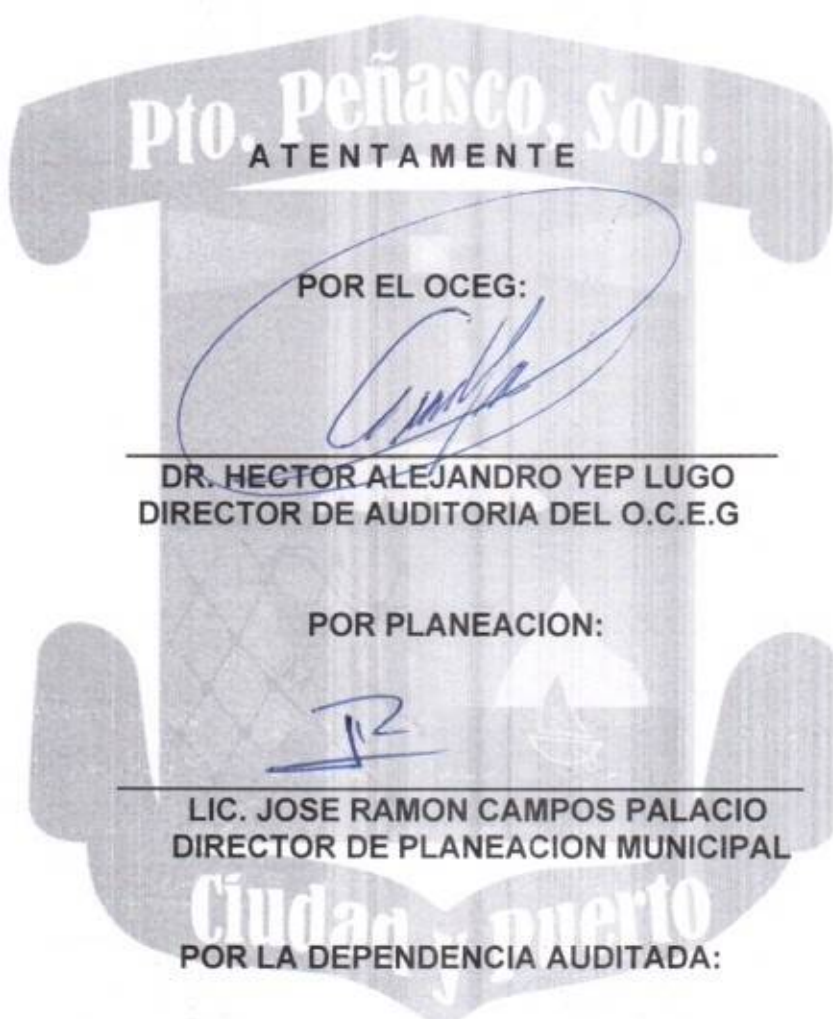 Pto. Peñasco, Son.
ATENTAMENTE
POR EL OCEG:
DR. HECTOR ALEJANDRO YEP LUGO
DIRECTOR DE AUDITORIA DEL O.C.E.G
POR PLANEACION:
LIC. JOSE RAMON CAMPOS PALACIO
DIRECTOR DE PLANEACION MUNICIPAL
Ciudad y Puerto
POR LA DEPENDENCIA AUDITADA: